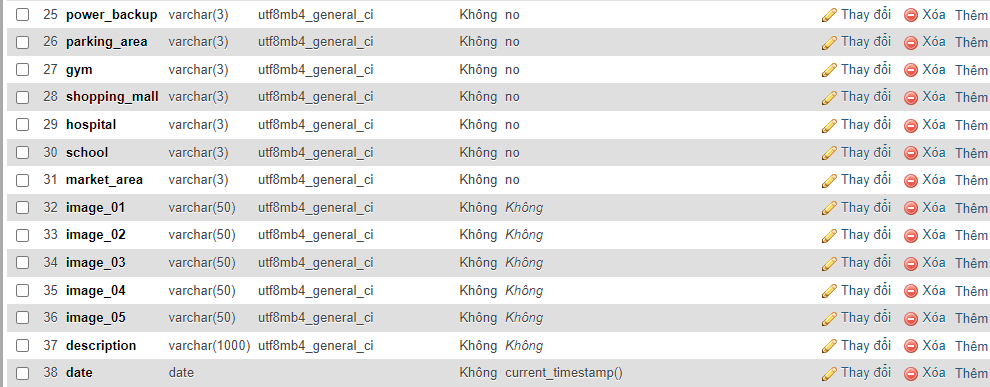 25 power_backup varchar(3) utf8mb4_general_ci Không no Thay đổi Xóa Thêm
26 parking_area varchar(3) utf8mb4_general_ci Không no Thay đổi Xóa Thêm
27 gym varchar(3) utf8mb4_general_ci Không no Thay đổi Xóa Thêm
28 shopping_mall varchar(3) utf8mb4_general_ci Không no Thay đổi Xóa Thêm
29 hospital varchar(3) utf8mb4_general_ci Không no Thay đổi Xóa Thêm
30 school varchar(3) utf8mb4_general_ci Không no Thay đổi Xóa Thêm
31 market_area varchar(3) utf8mb4_general_ci Không no Thay đổi Xóa Thêm
32 image_01 varchar(50) utf8mb4_general_ci Không Không Thay đổi Xóa Thêm
33 image_02 varchar(50) utf8mb4_general_ci Không Không Thay đổi Xóa Thêm
34 image_03 varchar(50) utf8mb4_general_ci Không Không Thay đổi Xóa Thêm
35 image_04 varchar(50) utf8mb4_general_ci Không Không Thay đổi Xóa Thêm
36 image_05 varchar(50) utf8mb4_general_ci Không Không Thay đổi Xóa Thêm
37 description varchar(1000) utf8mb4_general_ci Không Không Thay đổi Xóa Thêm
38 date date Không current_timestamp() Thay đổi Xóa Thêm